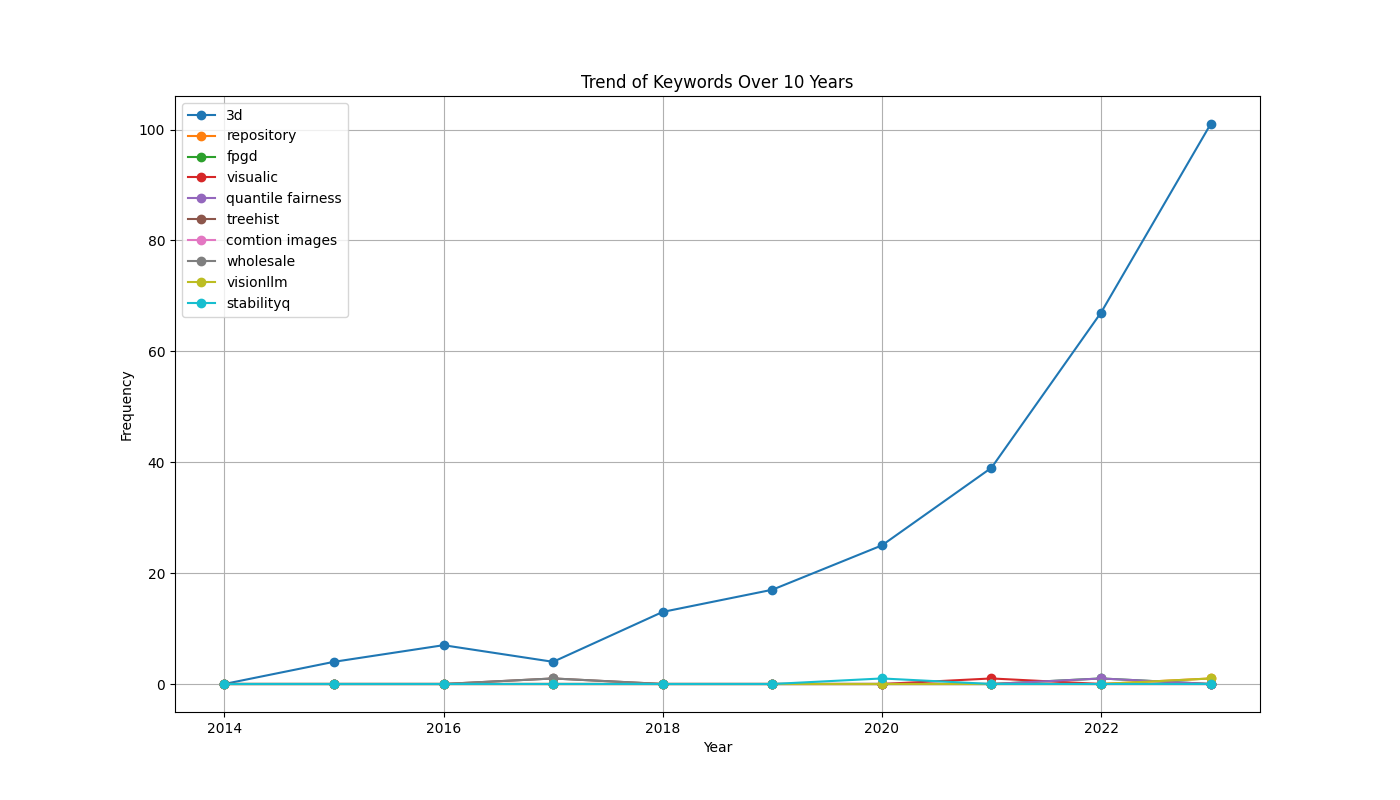 Trend of Keywords Over 10 Years
3d
repository
fpgd
visualic
quantile fairness
treehist
comtion images
wholesale
visionllm
stabilityq
Frequency
100
80
60
40
20
0
2014
2016
2018
2020
2022
Year